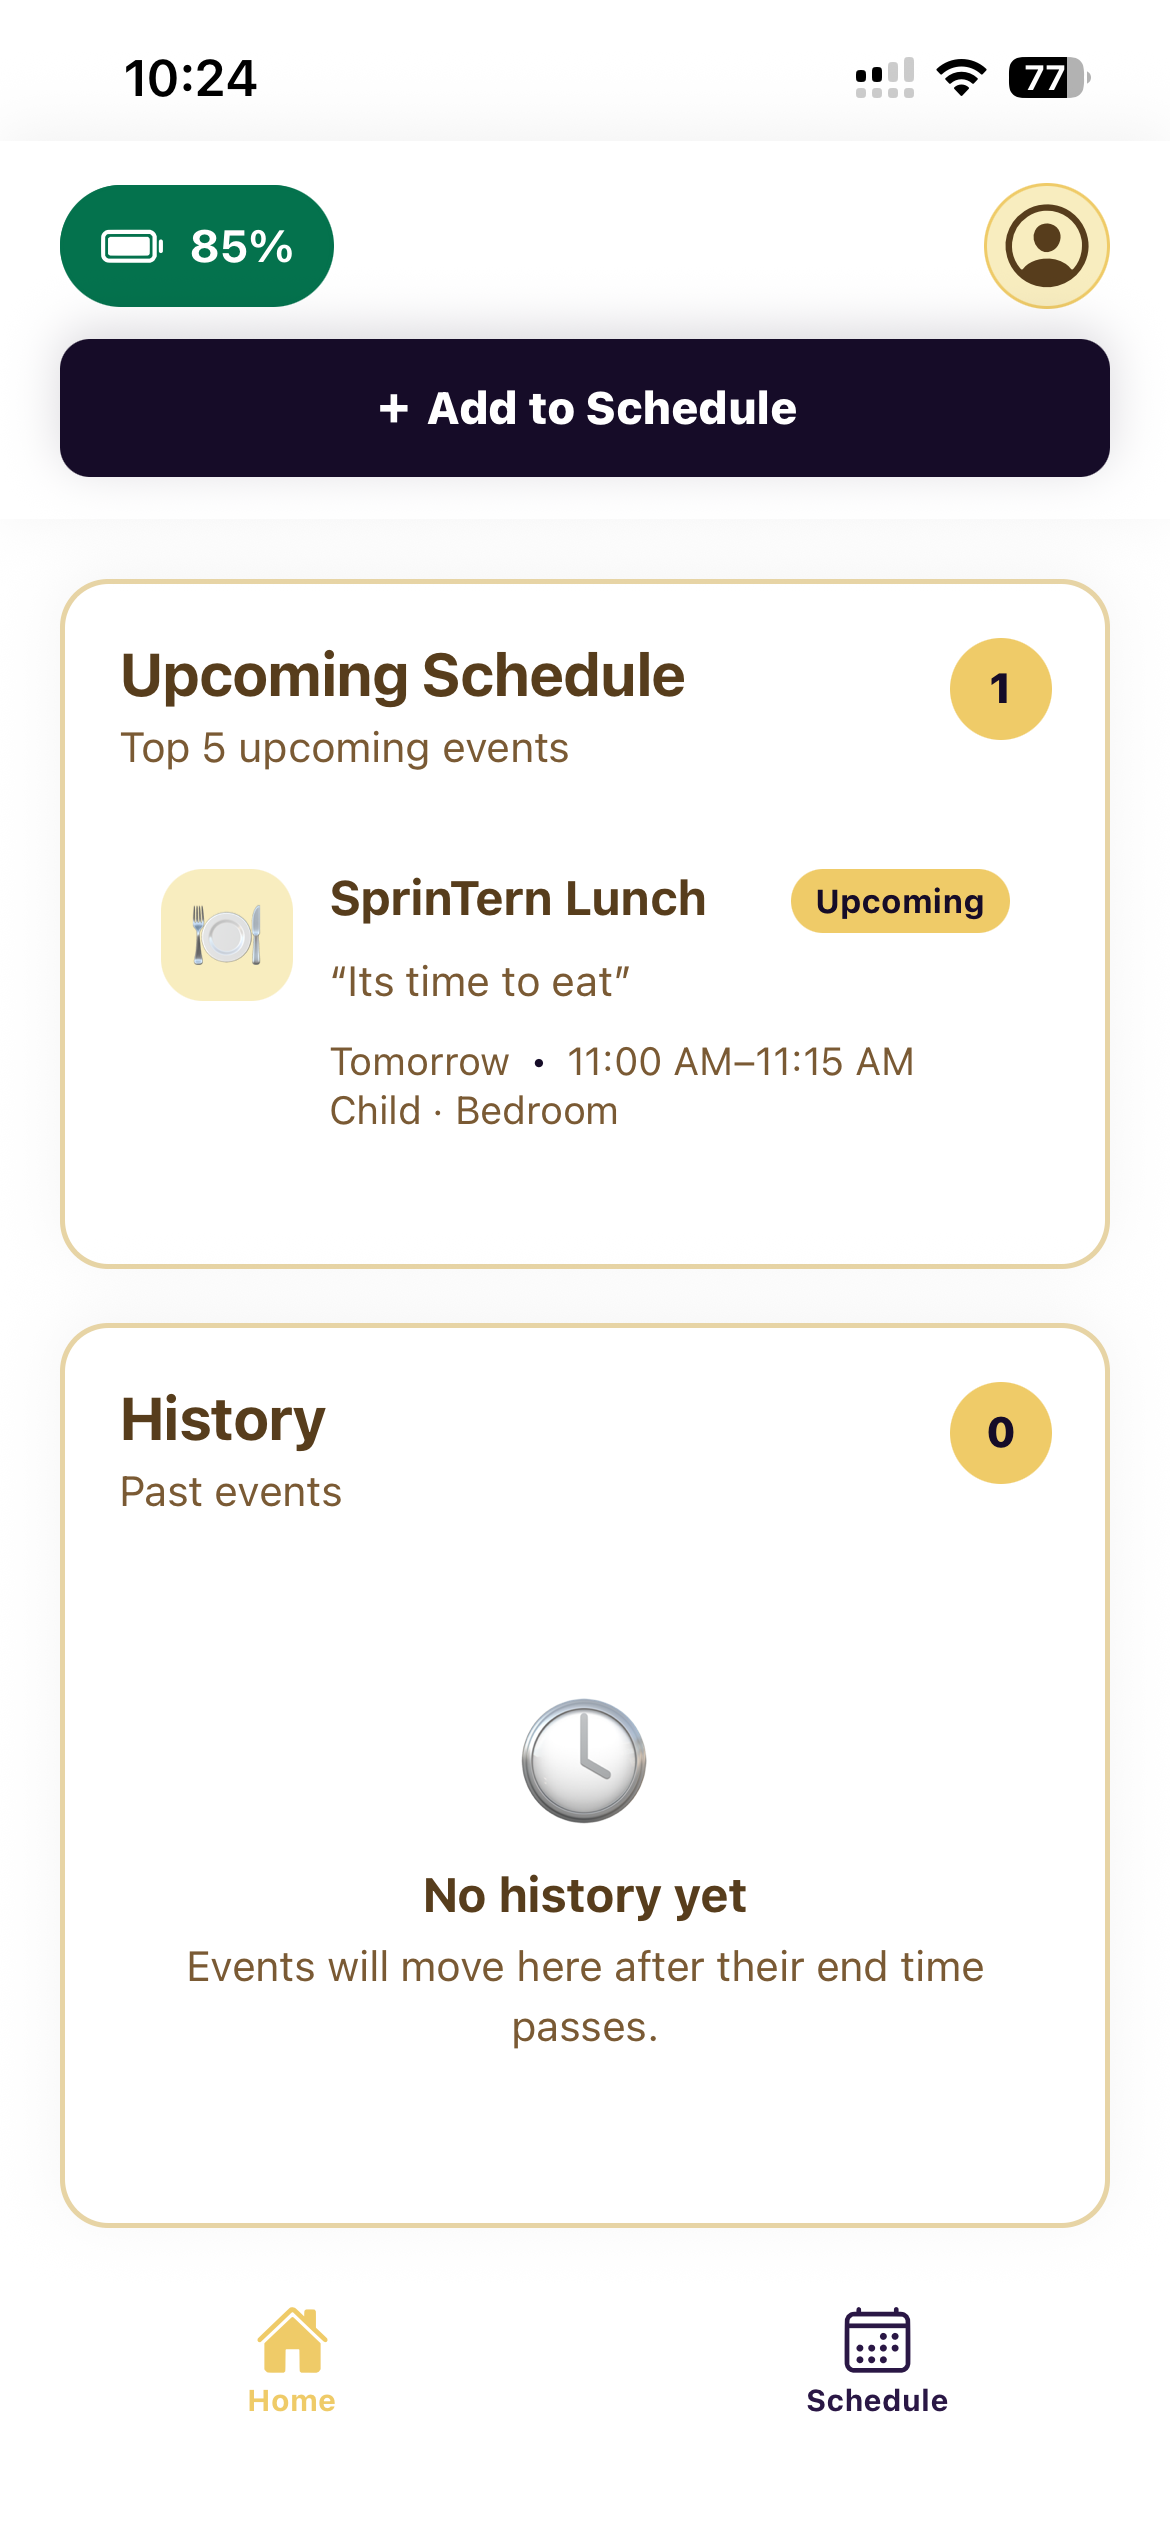 10:24
77
85%
+ Add to Schedule
Upcoming Schedule
1
Top 5 upcoming events
SprinTern Lunch
Upcoming
“Its time to eat”
Tomorrow • 11:00 AM–11:15 AM
Child · Bedroom
History
0
Past events
No history yet
Events will move here after their end time
passes.
Home
Schedule